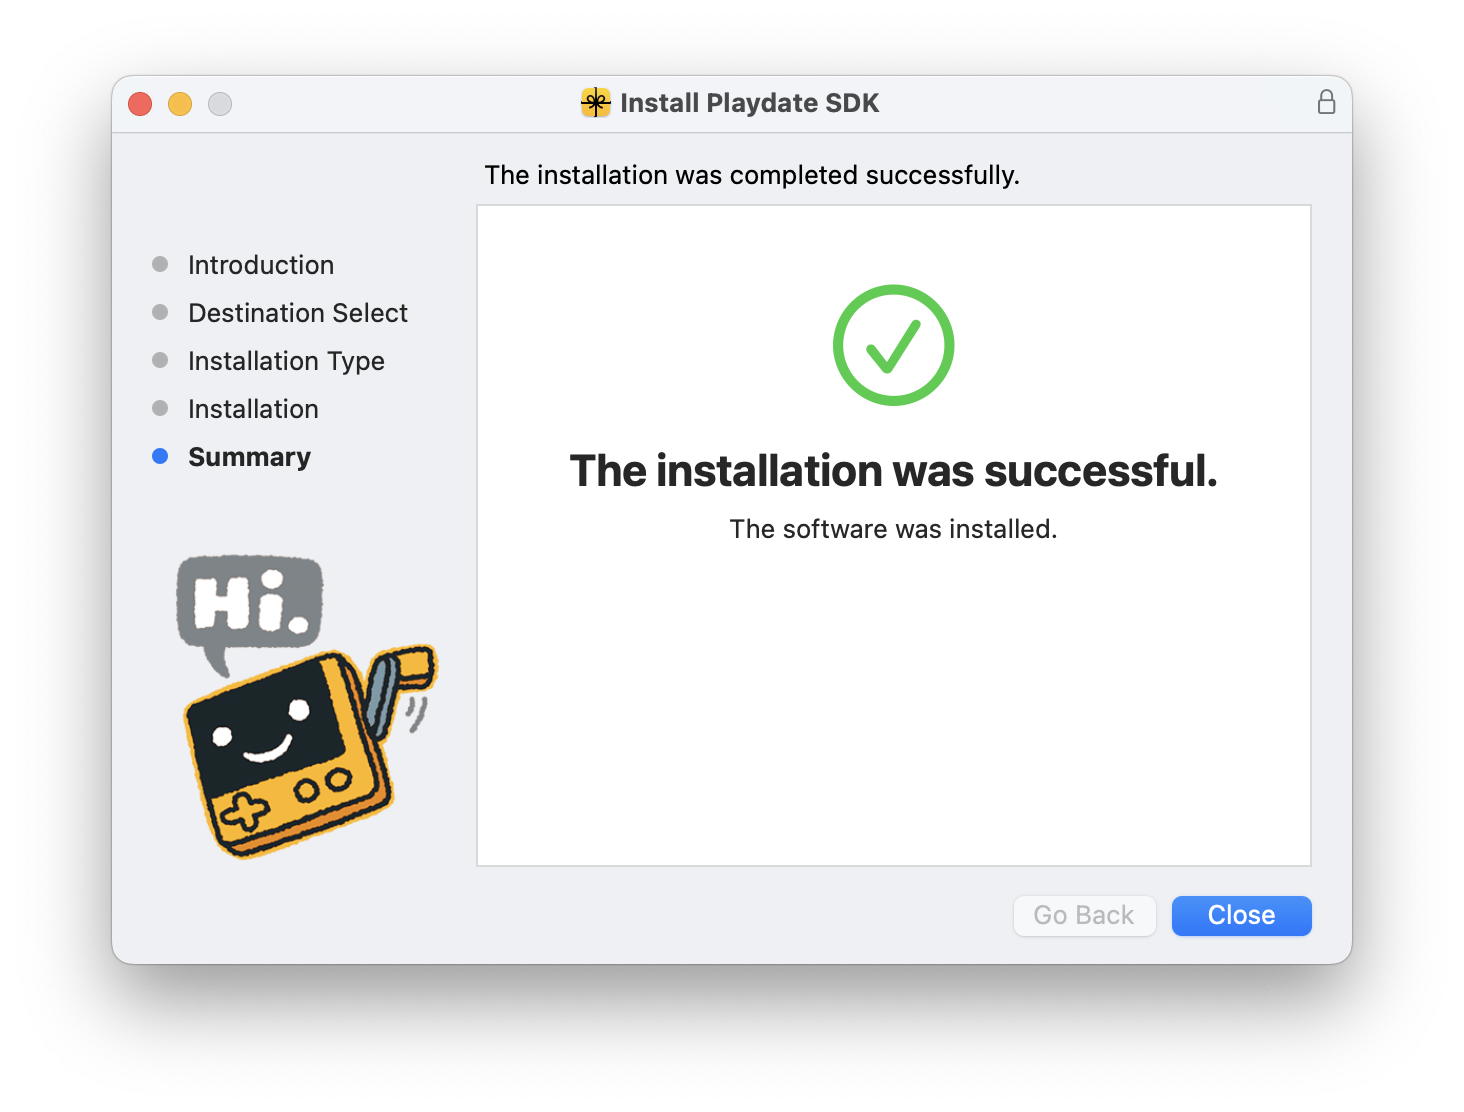 Install Playdate SDK
The installation was completed successfully.
Introduction
Destination Select
Installation Type
Installation
Summary
Hi.
The installation was successful.
The software was installed.
Go Back
Close